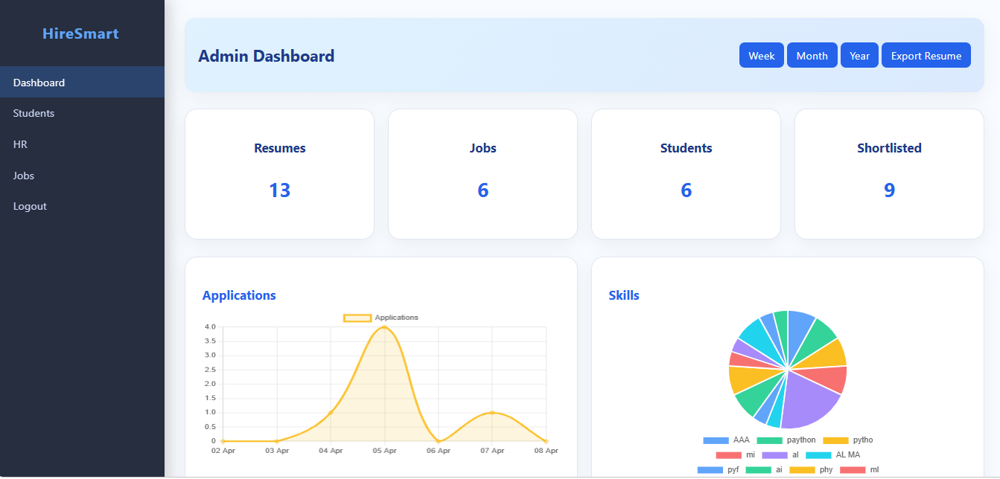 HireSmart
Dashboard
Students
HR
Jobs
Logout
Admin Dashboard
Week Month Year Export Resume
Resumes
13
Jobs
6
Students
6
Shortlisted
9
Applications
Applications
4.0
3.5
3.0
2.5
2.0
1.5
1.0
0.5
0
02 Apr 03 Apr 04 Apr 05 Apr 06 Apr 07 Apr 08 Apr
Skills
AAA paython pytho
mi al AL MA
pyf ai phy ml